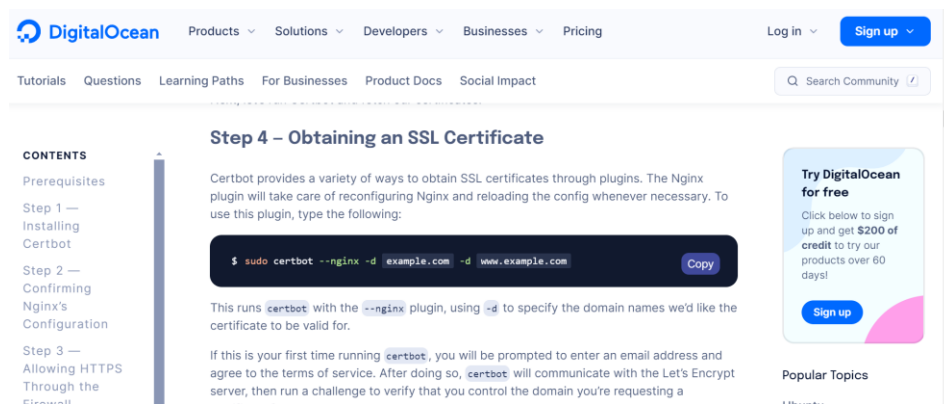 DigitalOcean Products Solutions Developers Businesses Pricing Log in Sign up
Tutorials Questions Learning Paths For Businesses Product Docs Social Impact Search Community /
CONTENTS
Prerequisites
Step 1 —
Installing
Certbot
Step 2 —
Confirming
Nginx's
Configuration
Step 3 —
Allowing HTTPS
Through the
Firewall
Step 4 – Obtaining an SSL Certificate
Certbot provides a variety of ways to obtain SSL certificates through plugins. The Nginx
plugin will take care of reconfiguring Nginx and reloading the config whenever necessary. To
use this plugin, type the following:
$ sudo certbot --nginx -d example.com -d www.example.com
Copy
This runs certbot with the --nginx plugin, using -d to specify the domain names we'd like the
certificate to be valid for.
If this is your first time running certbot, you will be prompted to enter an email address and
agree to the terms of service. After doing so, certbot will communicate with the Let's Encrypt
server, then run a challenge to verify that you control the domain you're requesting a
Try DigitalOcean
for free
Click below to sign
up and get $200 of
credit to try our
products over 60
days!
Sign up
Popular Topics
Ubuntu